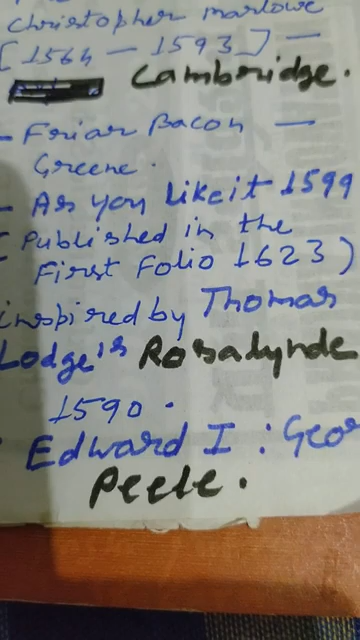 Christopher Marlowe
[1564 - 1593] -
Cambridge.
- Friar Bacon -
Greene.
- As you Like it 1599
(Published in the
First Folio 1623)
inspired by Thomas
Lodge's Rosalynde
1590.
Edward I : Geor
Peele.